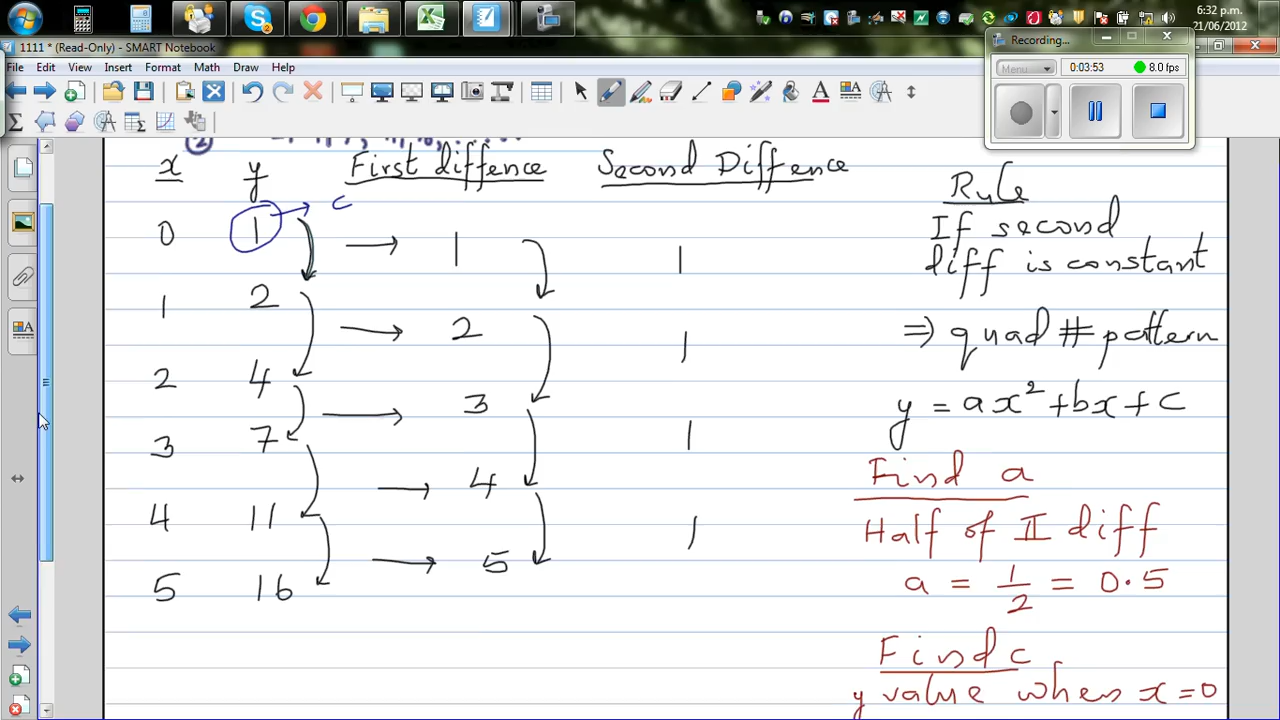 6:32 p.m.
21/06/2012
1111 * (Read-Only) - SMART Notebook
Recording...
Menu
0:03:53
8.0 fps
File Edit View Insert Format Math Draw Help
x y First diffence Second Diffence
0 1 → c → 1 1
1 2 → 2 1
2 4 → 3 1
3 7 → 4 1
4 11 → 5
5 16
Rule
If second
diff is constant
⇒ quad # pattern
y = ax² + bx + c
Find a
Half of II diff
a = 1/2 = 0.5
Find c
y value when x = 0